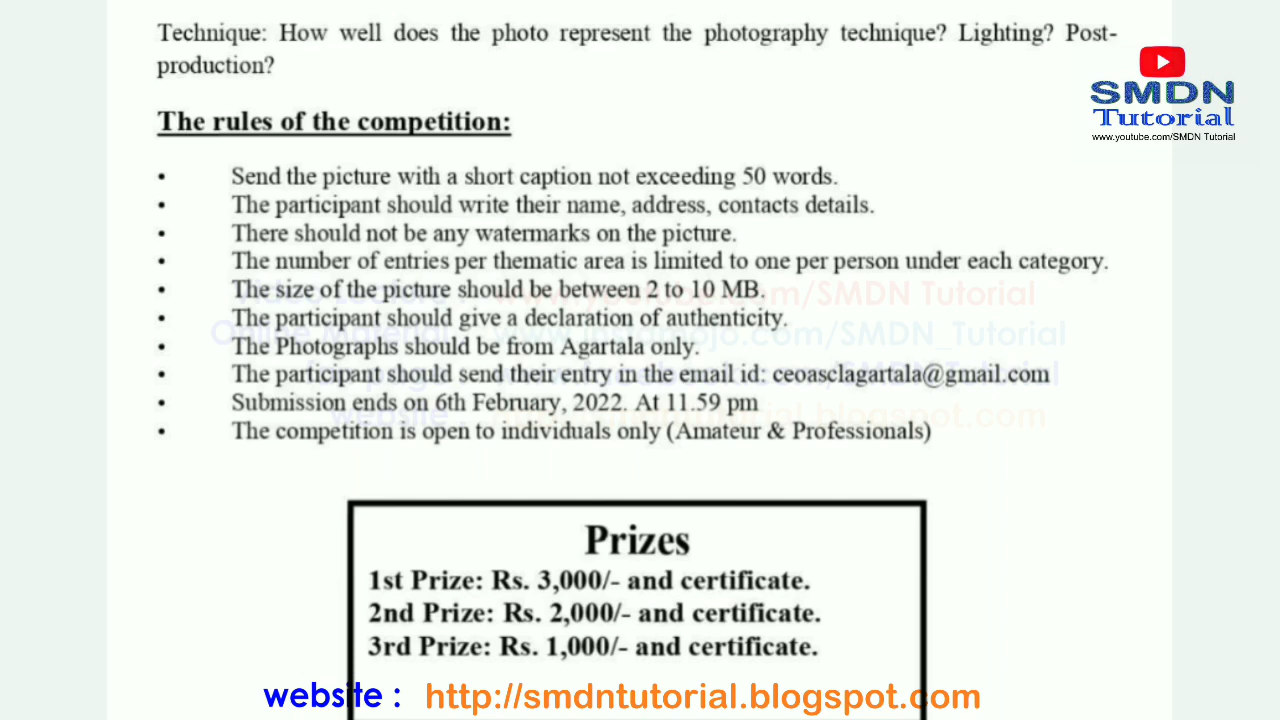 Technique: How well does the photo represent the photography technique? Lighting? Post-
production?
SMDN
Tutorial
www.youtube.com/SMDN Tutorial
The rules of the competition:
• Send the picture with a short caption not exceeding 50 words.
• The participant should write their name, address, contacts details.
• There should not be any watermarks on the picture.
• The number of entries per thematic area is limited to one per person under each category.
• The size of the picture should be between 2 to 10 MB.
• The participant should give a declaration of authenticity.
• The Photographs should be from Agartala only.
• The participant should send their entry in the email id: ceoasclagartala@gmail.com
• Submission ends on 6th February, 2022. At 11.59 pm
• The competition is open to individuals only (Amateur & Professionals)
Prizes
1st Prize: Rs. 3,000/- and certificate.
2nd Prize: Rs. 2,000/- and certificate.
3rd Prize: Rs. 1,000/- and certificate.
website : http://smdntutorial.blogspot.com